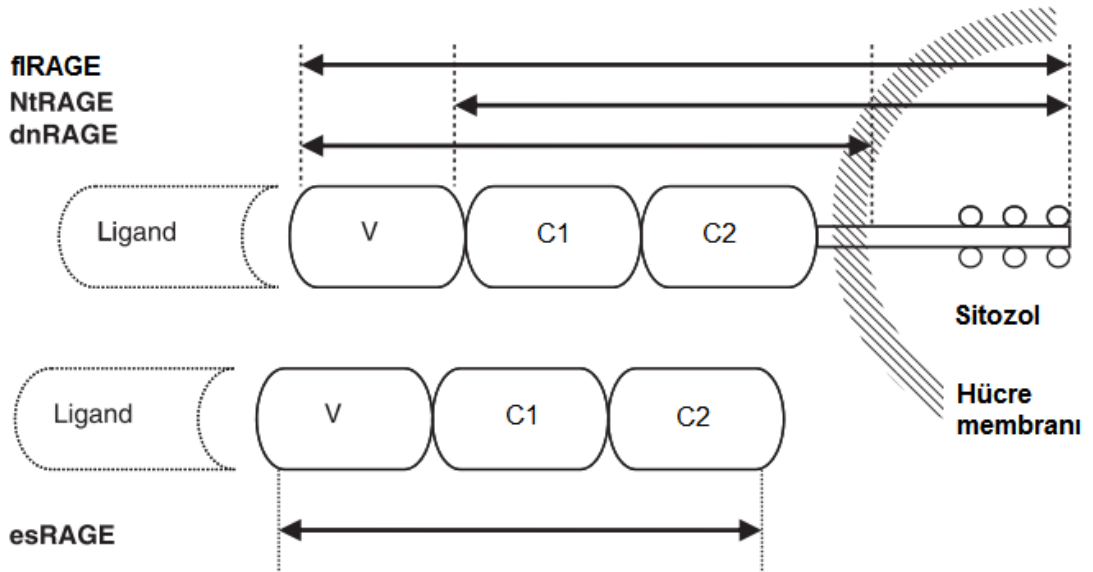 flRAGE
NtRAGE
dnRAGE
Ligand
V
C1
C2
Sitozol
Hücre
membranı
Ligand
V
C1
C2
esRAGE